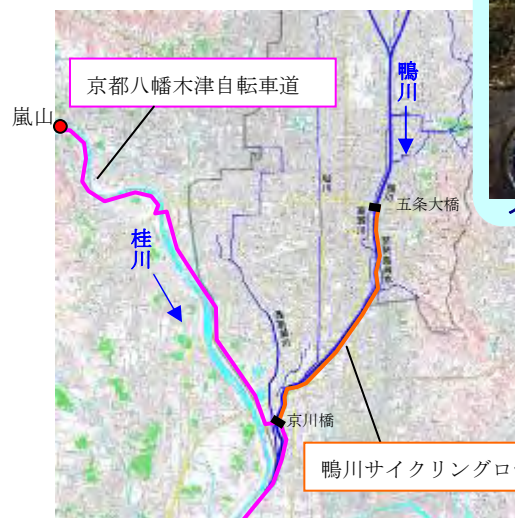 京都八幡木津自転車道
鴨川
嵐山
五条大橋
桂川
京川橋
鴨川サイクリングロ